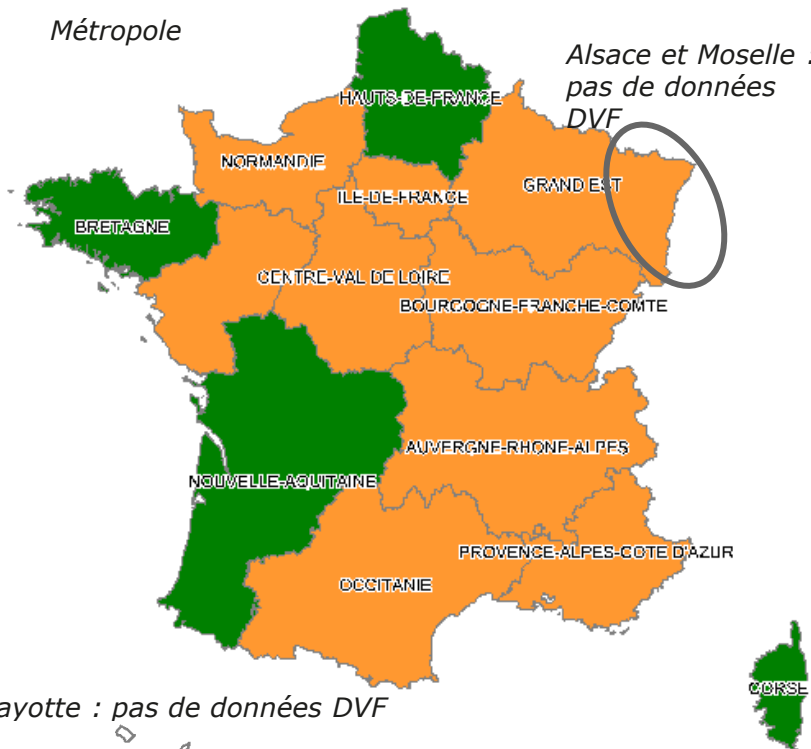 Métropole
Alsace et Moselle :
pas de données
DVF
HAUTS-DE-FRANCE
NORMANDIE
ILE-DE-FRANCE
GRAND EST
BRETAGNE
CENTRE-VAL DE LOIRE
BOURGOGNE-FRANCHE-COMTE
AUVERGNE-RHONE-ALPES
NOUVELLE-AQUITAINE
PROVENCE-ALPES-COTE D'AZUR
OCCITANIE
CORSE
ayotte : pas de données DVF